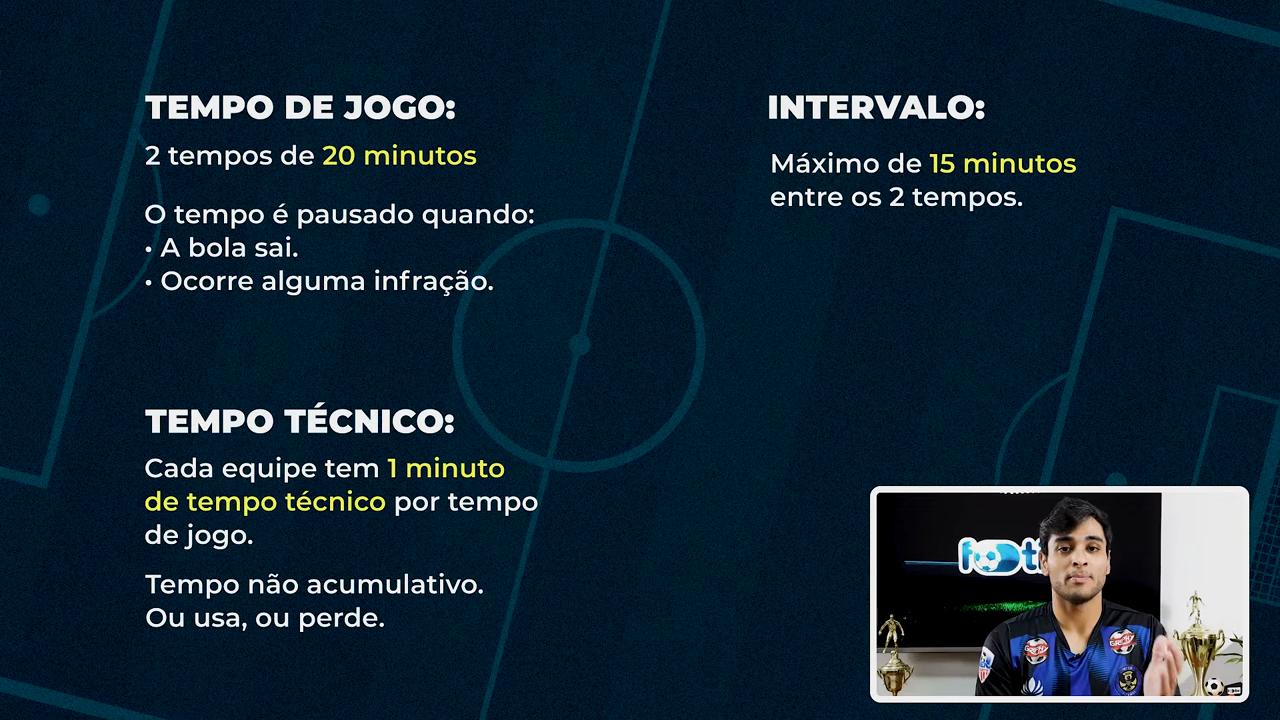 TEMPO DE JOGO:
2 tempos de 20 minutos
O tempo é pausado quando:
• A bola sai.
• Ocorre alguma infração.
INTERVALO:
Máximo de 15 minutos
entre os 2 tempos.
TEMPO TÉCNICO:
Cada equipe tem 1 minuto
de tempo técnico por tempo
de jogo.
Tempo não acumulativo.
Ou usa, ou perde.